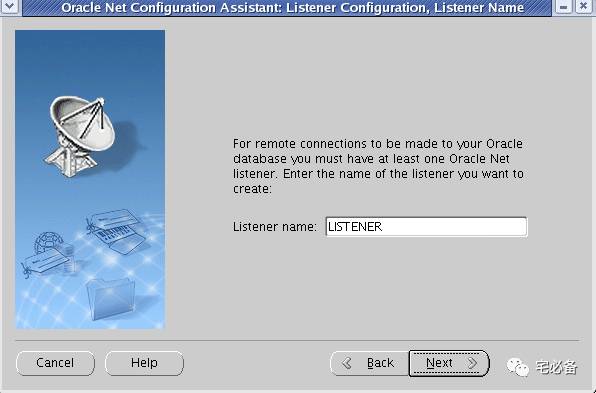 Oracle Net Configuration Assistant: Listener Configuration, Listener Name
For remote connections to be made to your Oracle
database you must have at least one Oracle Net
listener. Enter the name of the listener you want to
create:
Listener name: LISTENER
Cancel Help Back Next 宅必备